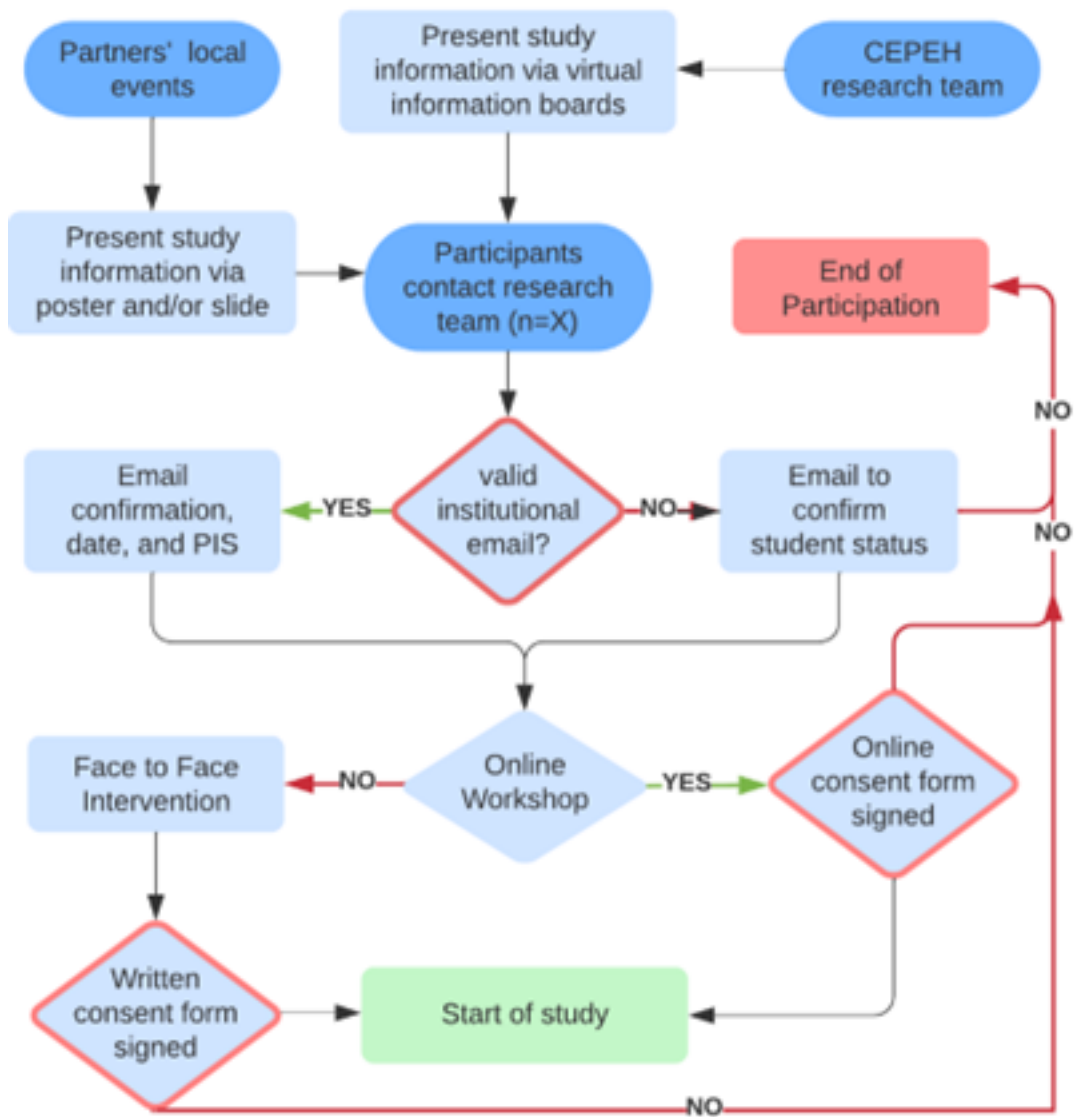 Partners' local
events
Present study
information via virtual
information boards
CEPEH
research team
Present study
information via
poster and/or slide
Participants
contact research
team (n=X)
End of
Participation
NO
Email
confirmation,
date, and PIS
YES
valid
institutional
email?
NO
Email to
confirm
student status
NO
Face to Face
Intervention
NO
Online
Workshop
YES
Online
consent form
signed
Written
consent form
signed
Start of study
NO